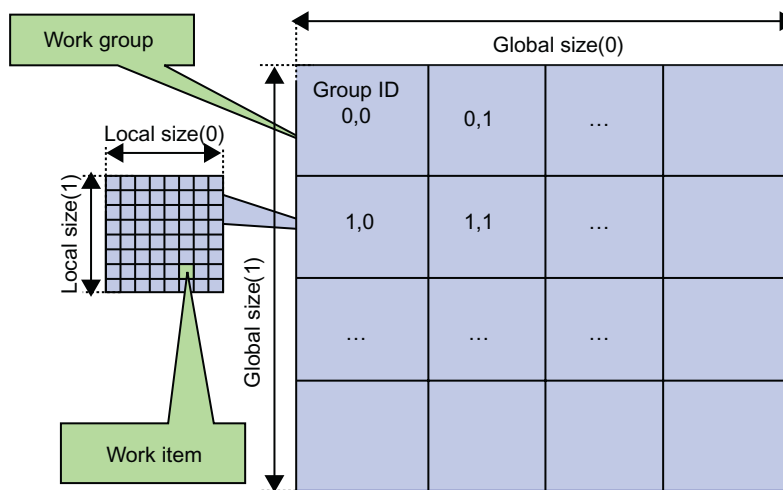 Work group
Global size(0)
Group ID
0,0
0,1
...
Local size(0)
Local size(1)
Global size(1)
1,0
1,1
...
...
...
...
Work item